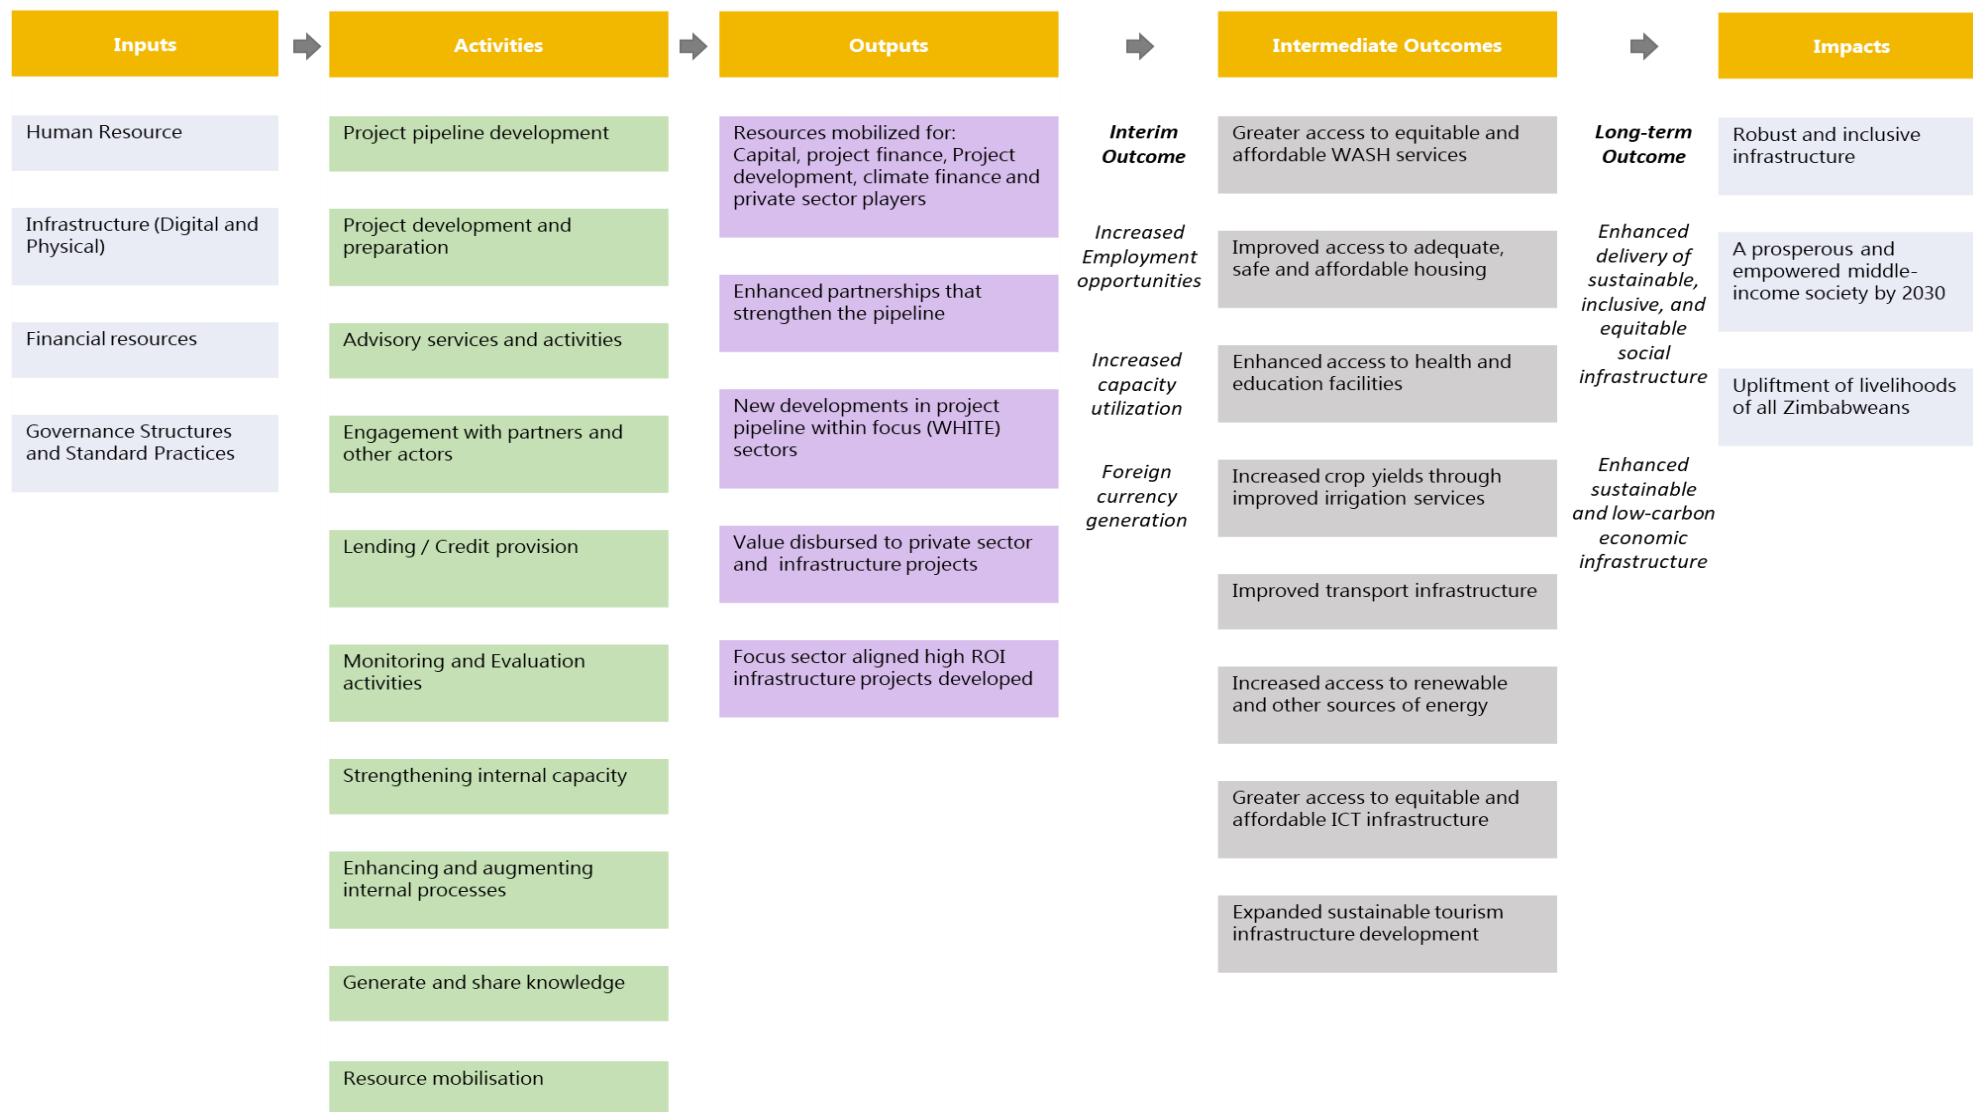 Inputs
Human Resource
Infrastructure (Digital and
Physical)
Financial resources
Governance Structures
and Standard Practices
Activities
Project pipeline development
Project development and
preparation
Advisory services and activities
Engagement with partners and
other actors
Lending / Credit provision
Monitoring and Evaluation
activities
Strengthening internal capacity
Enhancing and augmenting
internal processes
Generate and share knowledge
Resource mobilisation
Outputs
Resources mobilized for:
Capital, project finance, Project
development, climate finance and
private sector players
Enhanced partnerships that
strengthen the pipeline
New developments in project
pipeline within focus (WHITE)
sectors
Value disbursed to private sector
and infrastructure projects
Focus sector aligned high ROI
infrastructure projects developed
Interim
Outcome
Increased
Employment
opportunities
Increased
capacity
utilization
Foreign
currency
generation
Intermediate Outcomes
Greater access to equitable and
affordable WASH services
Improved access to adequate,
safe and affordable housing
Enhanced access to health and
education facilities
Increased crop yields through
improved irrigation services
Improved transport infrastructure
Increased access to renewable
and other sources of energy
Greater access to equitable and
affordable ICT infrastructure
Expanded sustainable tourism
infrastructure development
Long-term
Outcome
Enhanced
delivery of
sustainable,
inclusive, and
equitable
social
infrastructure
Enhanced
sustainable
and low-carbon
economic
infrastructure
Impacts
Robust and inclusive
infrastructure
A prosperous and
empowered middle-
income society by 2030
Upliftment of livelihoods
of all Zimbabweans